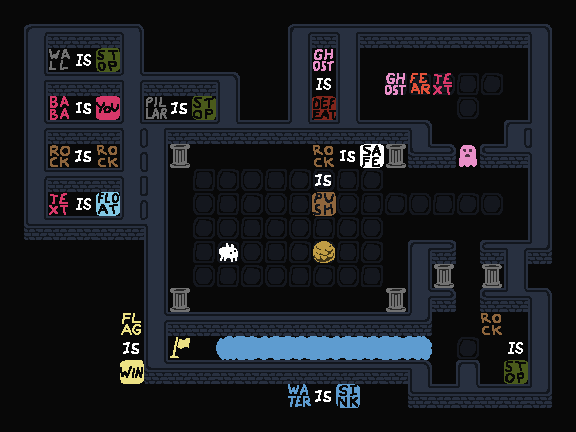 WALL IS STOP
BABA IS YOU
PILLAR IS STOP
ROCK IS ROCK
TEXT IS FLOAT
GHOST
IS
DEFEAT
GHOST FEAR TEXT
ROCK IS SAFE
IS
PUSH
FLAG
IS
WIN
WATER IS SINK
ROCK
IS
STOP